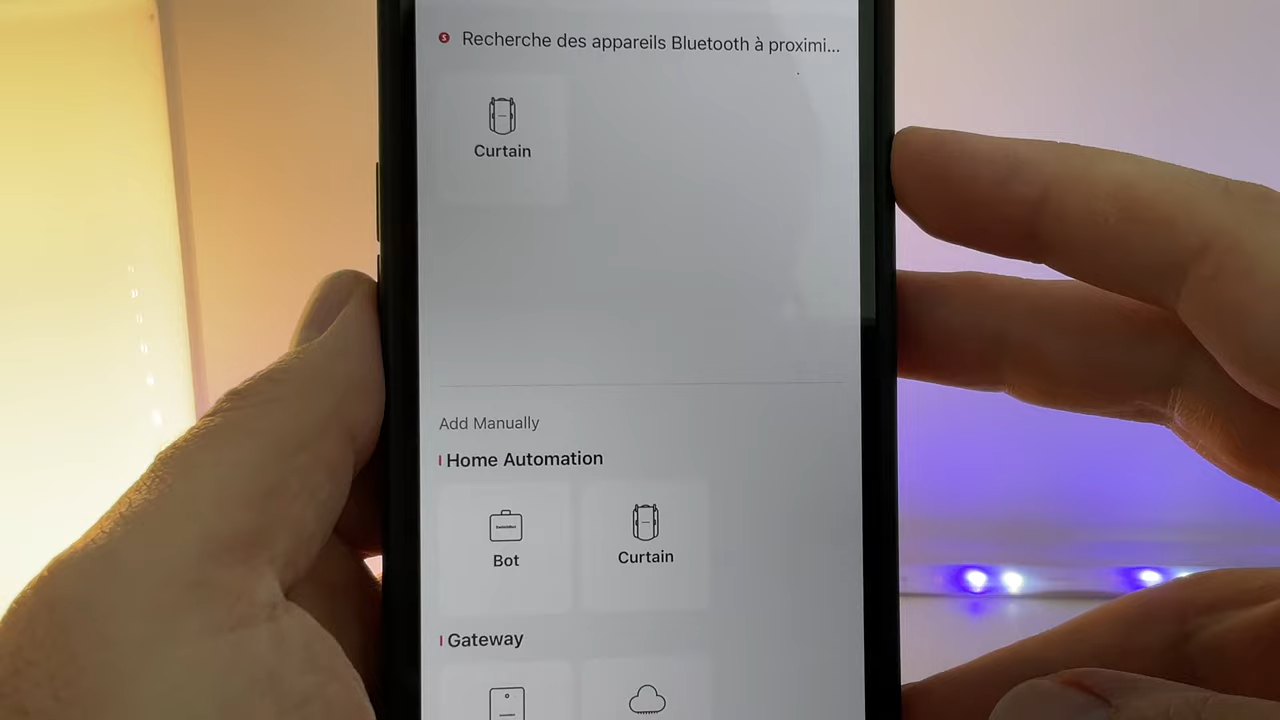 Recherche des appareils Bluetooth à proximi...
Curtain
Add Manually
Home Automation
Bot
Curtain
Gateway